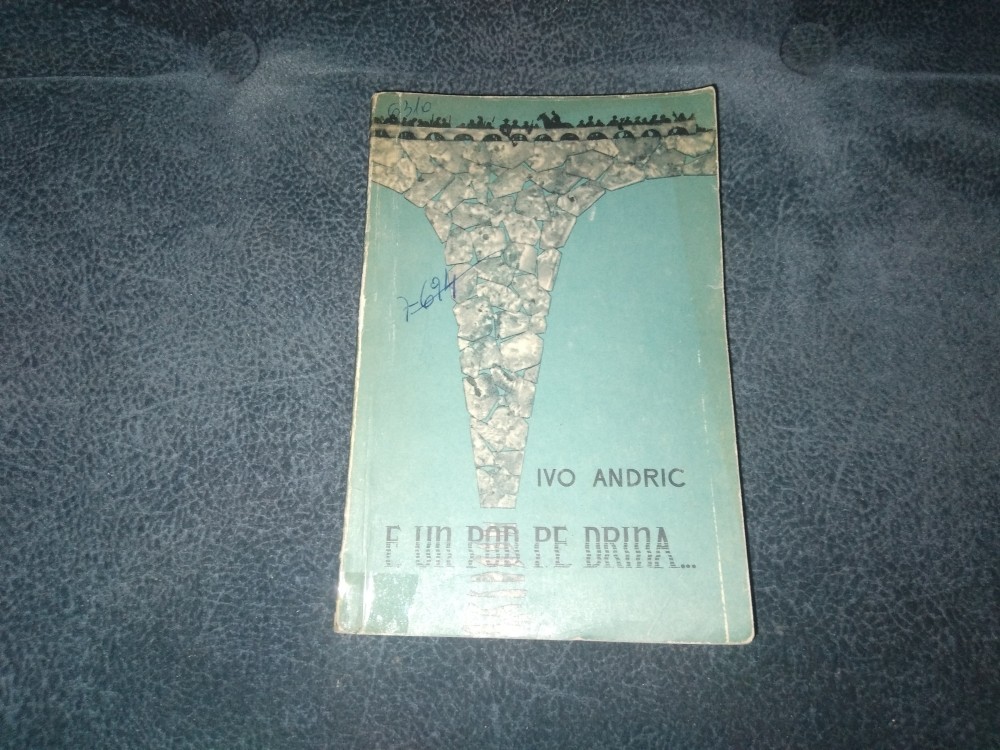 6310
7-694
IVO ANDRIC
E UN POD PE DRINA...